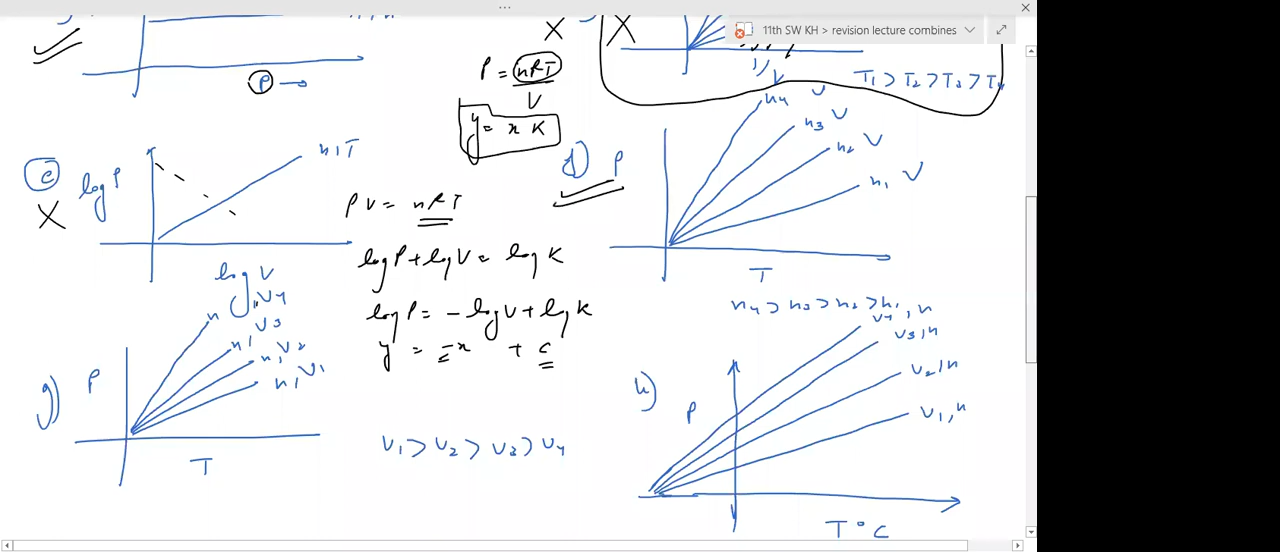 11th SW KH > revision lecture combines
P →
P = nRT
V
y = x K
1/V
T₁ > T₂ > T₃ > T₄
e
X
log P
n, T
log V
PV = nRT
log P + log V = log K
log P = - log V + log K
y = - x + c
P
n₄ V
n₃ V
n₂ V
n₁ V
T
n₄ > n₃ > n₂ > n₁
g)
P
n, V₄
n, V₃
n, V₂
n, V₁
T
V₁ > V₂ > V₃ > V₄
h)
P
V₄, n
V₃, n
V₂, n
V₁, n
T °C